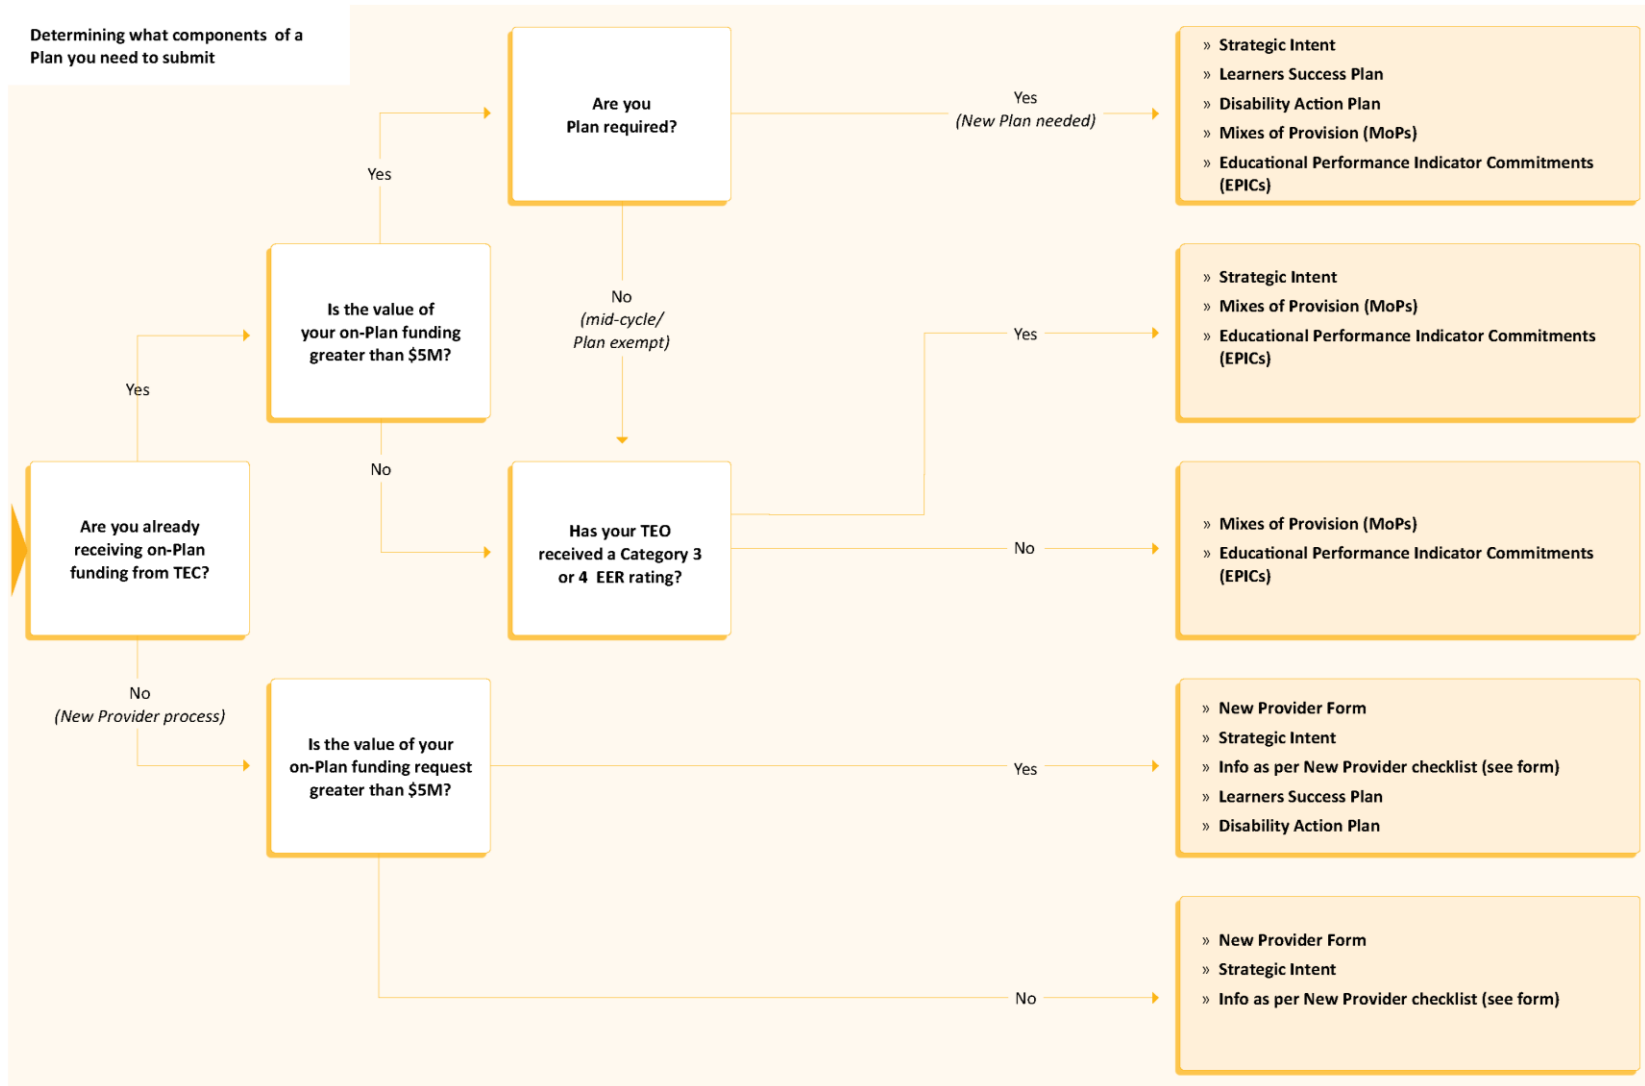 Determining what components of a
Plan you need to submit
Are you
Plan required?
Yes
(New Plan needed)
» Strategic Intent
» Learners Success Plan
» Disability Action Plan
» Mixes of Provision (MoPs)
» Educational Performance Indicator Commitments
(EPICs)
Yes
Is the value of
your on-Plan funding
greater than $5M?
No
(mid-cycle/
Plan exempt)
Yes
» Strategic Intent
» Mixes of Provision (MoPs)
» Educational Performance Indicator Commitments
(EPICs)
Yes
No
Are you already
receiving on-Plan
funding from TEC?
Has your TEO
received a Category 3
or 4 EER rating?
No
» Mixes of Provision (MoPs)
» Educational Performance Indicator Commitments
(EPICs)
No
(New Provider process)
Is the value of your
on-Plan funding request
greater than $5M?
Yes
» New Provider Form
» Strategic Intent
» Info as per New Provider checklist (see form)
» Learners Success Plan
» Disability Action Plan
No
» New Provider Form
» Strategic Intent
» Info as per New Provider checklist (see form)